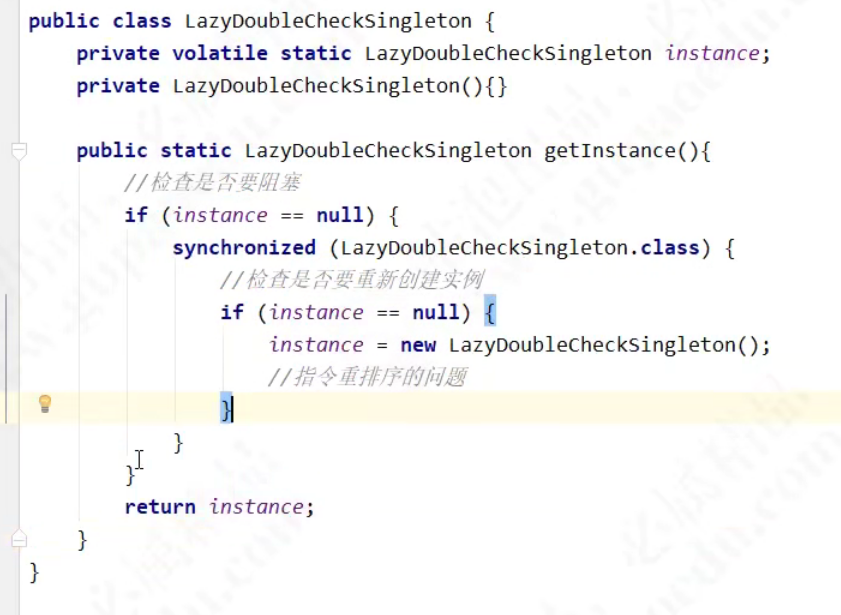 public class LazyDoubleCheckSingleton {
private volatile static LazyDoubleCheckSingleton instance;
private LazyDoubleCheckSingleton(){}
public static LazyDoubleCheckSingleton getInstance(){
//检查是否要阻塞
if (instance == null) {
synchronized (LazyDoubleCheckSingleton.class) {
//检查是否要重新创建实例
if (instance == null) {
instance = new LazyDoubleCheckSingleton();
//指令重排序的问题
}
}
}
return instance;
}
}